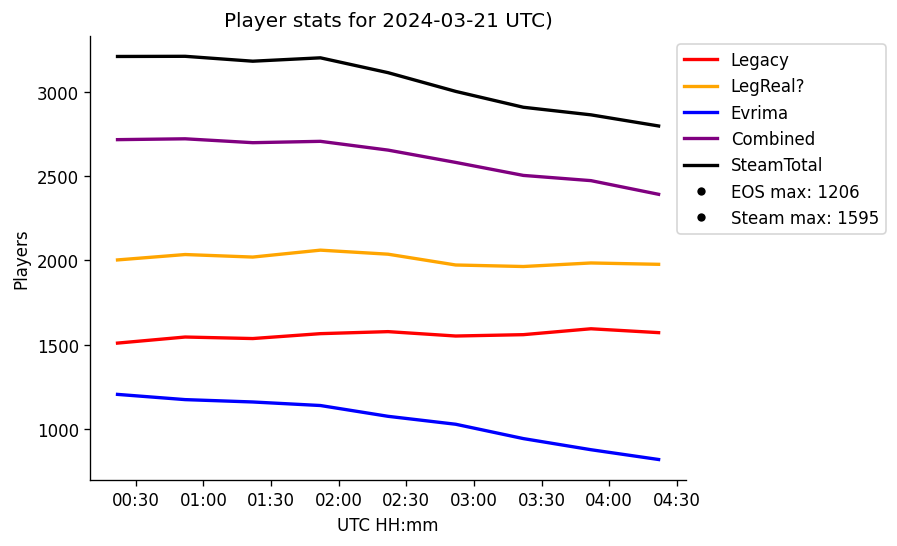 Player stats for 2024-03-21 UTC)
Legacy
LegReal?
Evrima
Combined
SteamTotal
EOS max: 1206
Steam max: 1595
Players
3000
2500
2000
1500
1000
00:30 01:00 01:30 02:00 02:30 03:00 03:30 04:00 04:30
UTC HH:mm